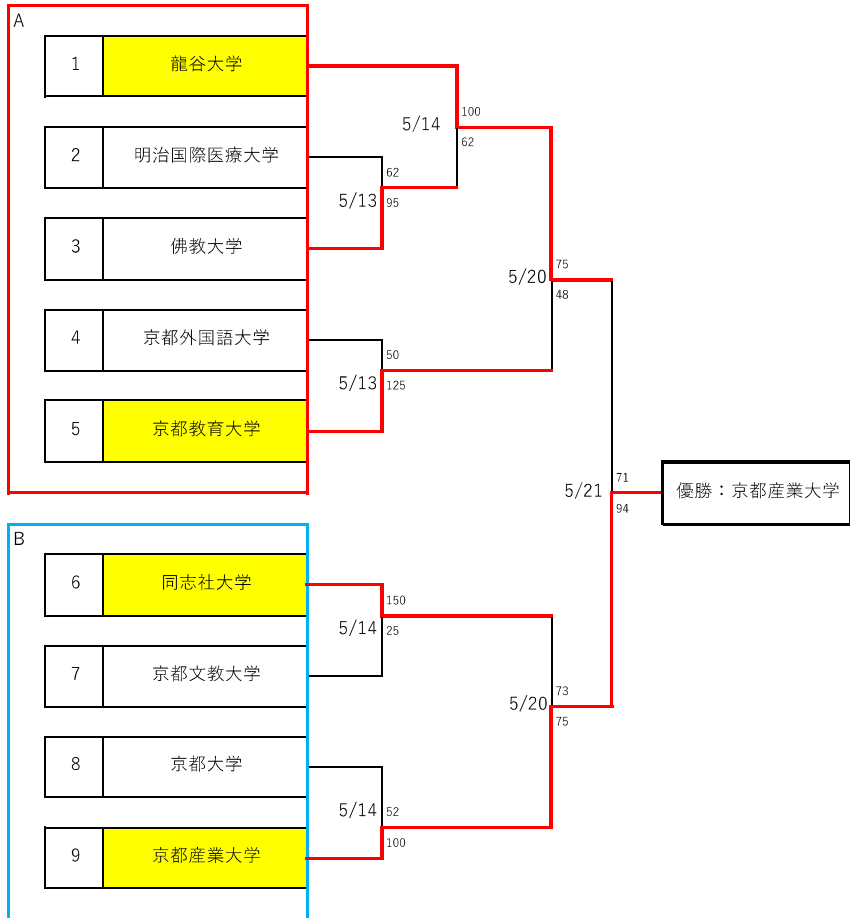 A
1 龍谷大学
100
5/14
62
2 明治国際医療大学
62
5/13
95
3 佛教大学
75
5/20
48
4 京都外国語大学
50
5/13
125
5 京都教育大学
71
5/21
94
優勝：京都産業大学
B
6 同志社大学
150
5/14
25
7 京都文教大学
73
5/20
75
8 京都大学
52
5/14
100
9 京都産業大学